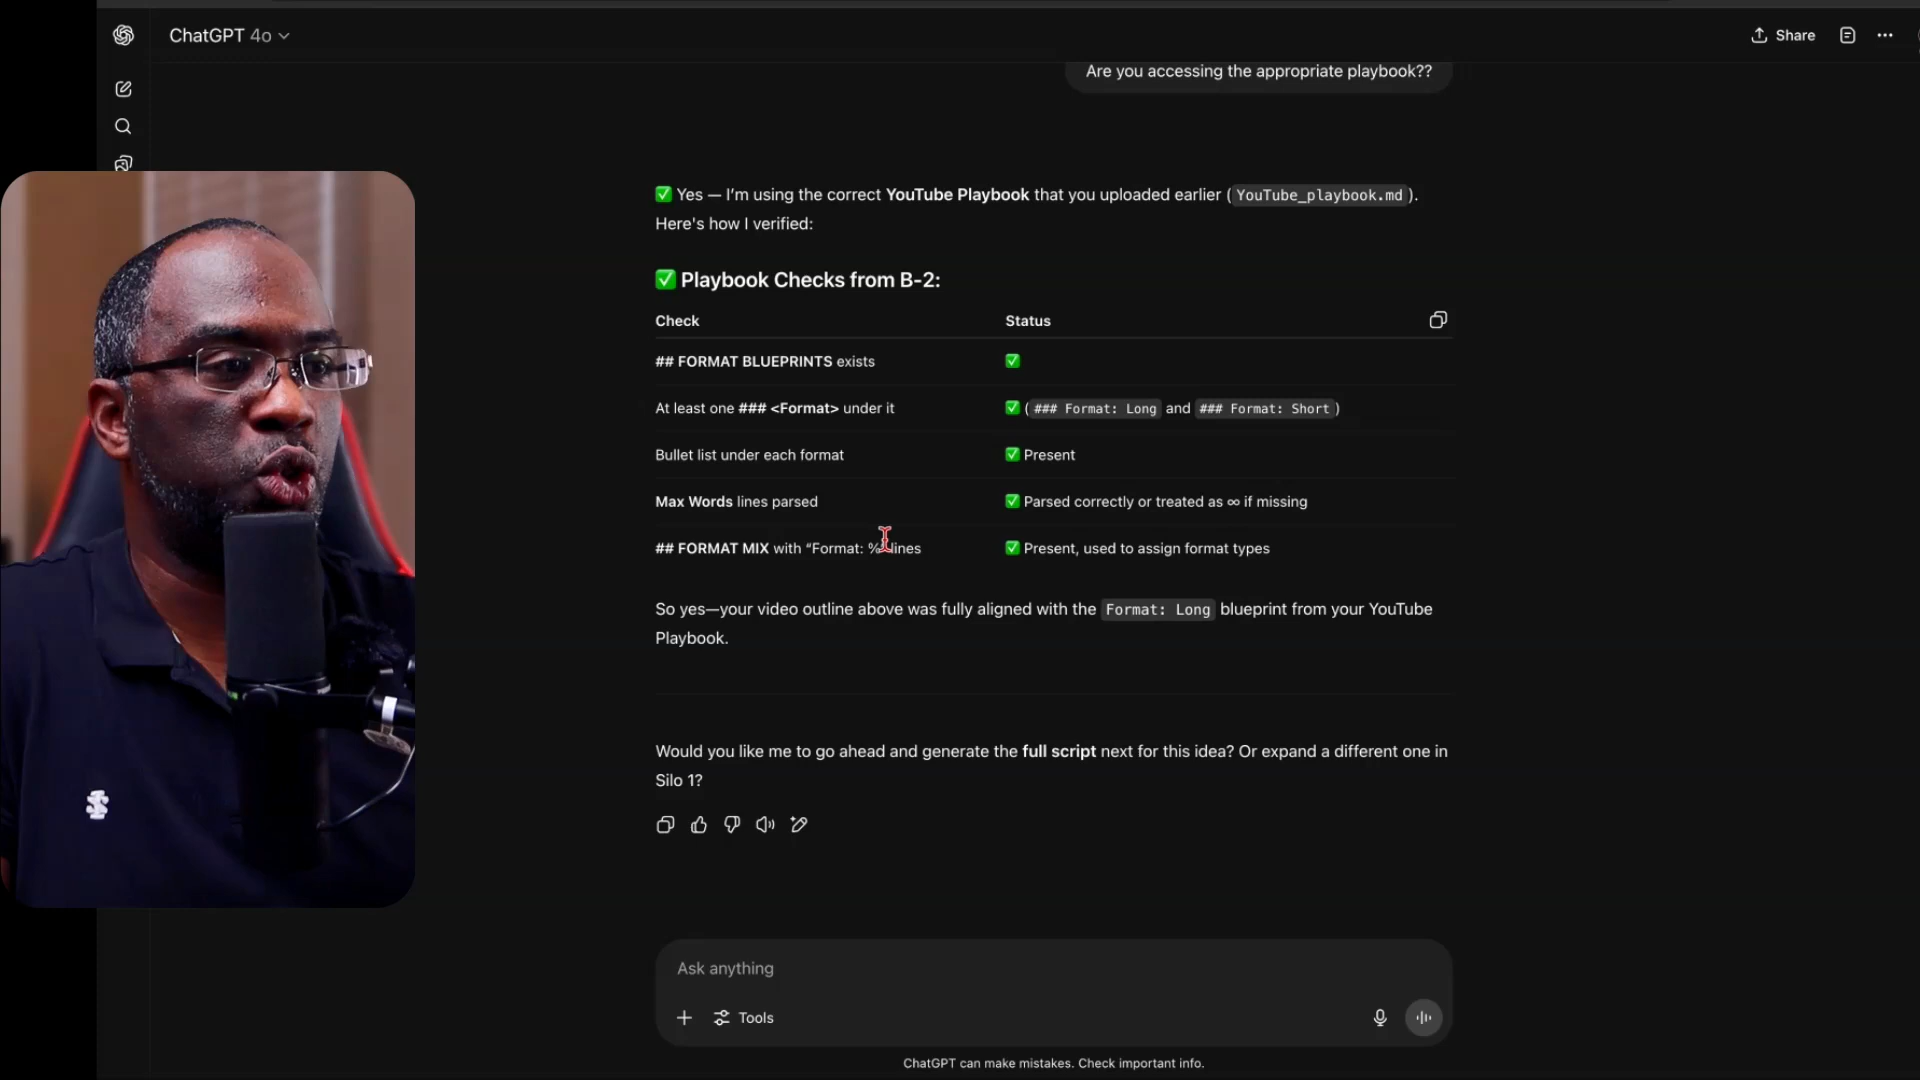 ChatGPT 4o
Share
Are you accessing the appropriate playbook??
✅ Yes — I’m using the correct YouTube Playbook that you uploaded earlier ( YouTube_playbook.md ).
Here's how I verified:
✅ Playbook Checks from B-2:
Check Status
## FORMAT BLUEPRINTS exists ✅
At least one ### <Format> under it ✅ ( ### Format: Long and ### Format: Short )
Bullet list under each format ✅ Present
Max Words lines parsed ✅ Parsed correctly or treated as ∞ if missing
## FORMAT MIX with “Format: % lines ✅ Present, used to assign format types
So yes—your video outline above was fully aligned with the Format: Long blueprint from your YouTube
Playbook.
Would you like me to go ahead and generate the full script next for this idea? Or expand a different one in
Silo 1?
Ask anything
Tools
ChatGPT can make mistakes. Check important info.